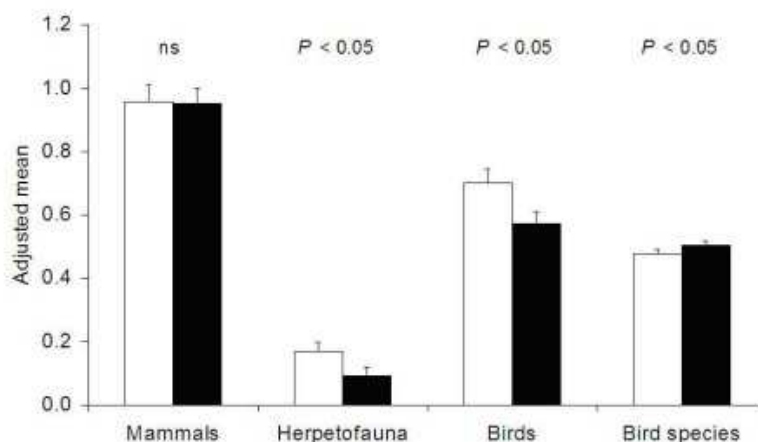 1.2
ns
P < 0.05
P < 0.05
P < 0.05
1.0
0.8
0.6
0.4
0.2
0.0
Adjusted mean
Mammals
Herpetofauna
Birds
Bird species